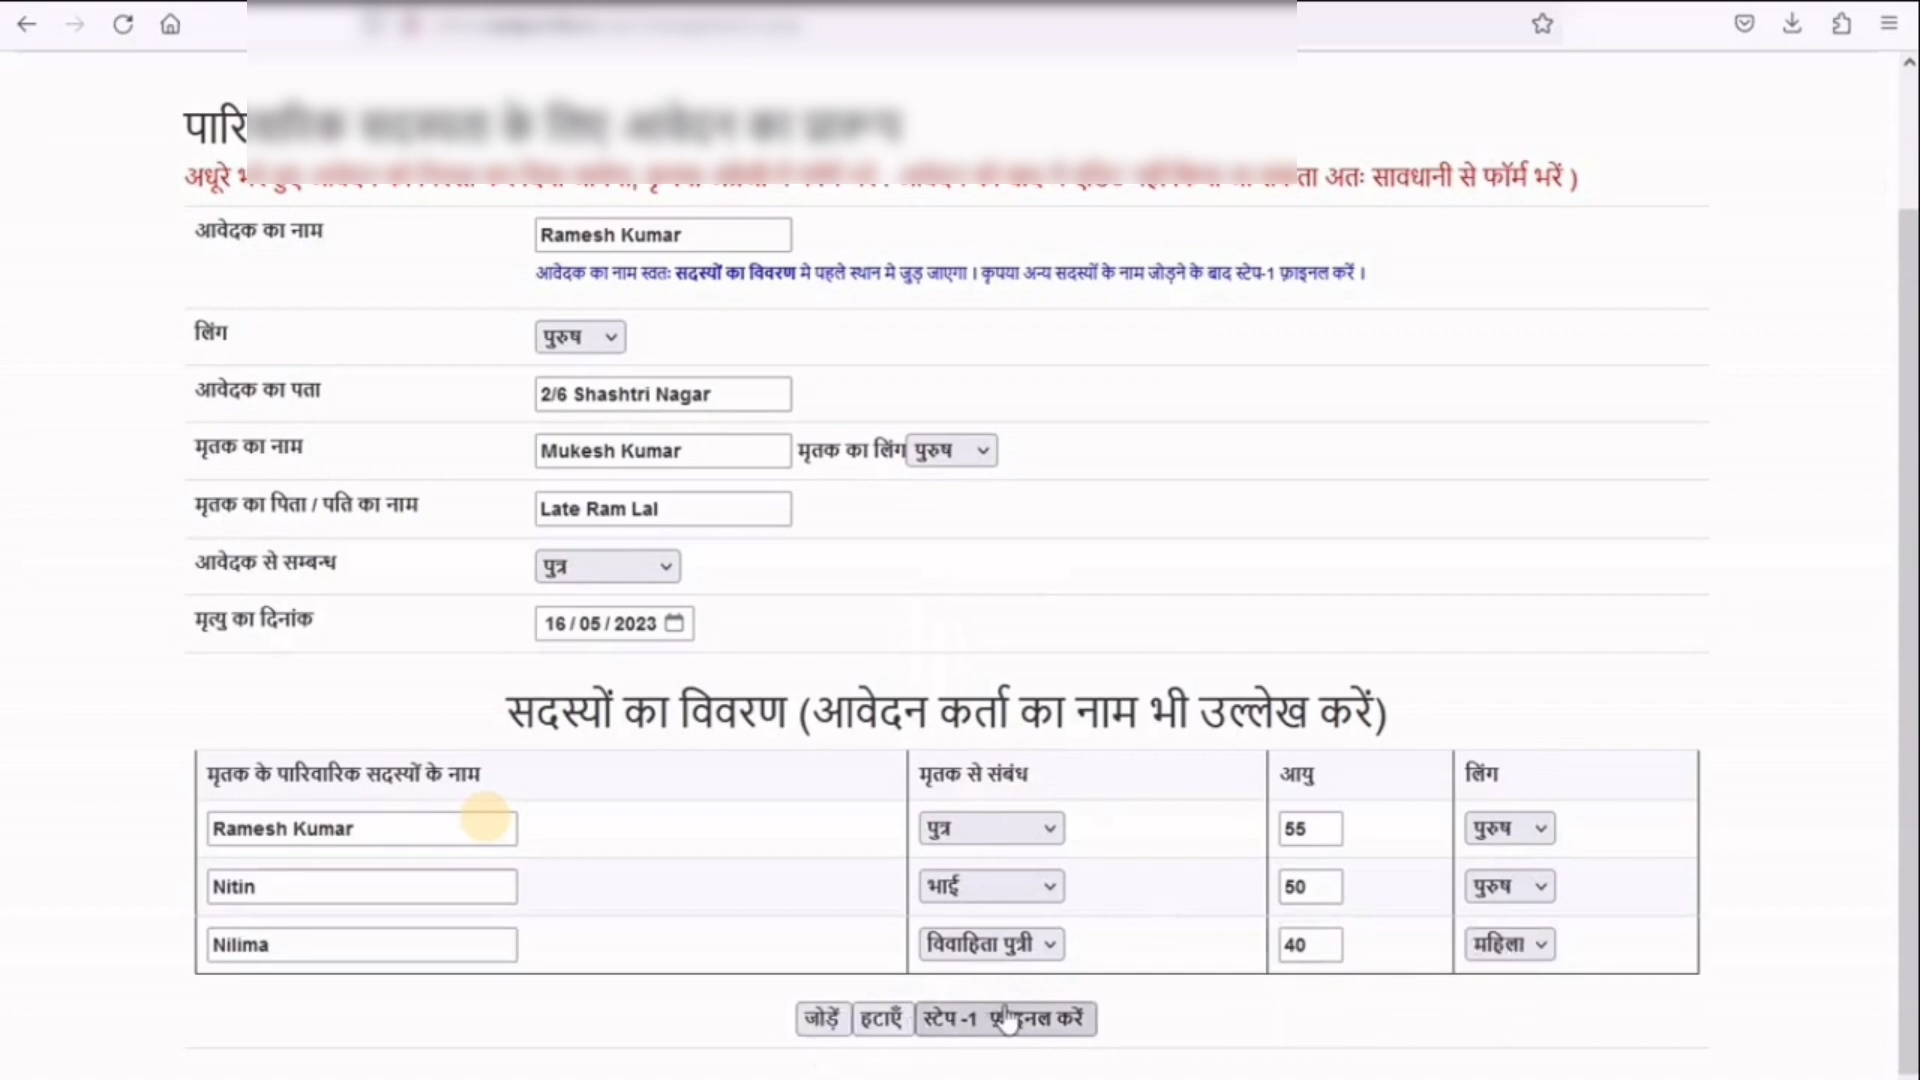 अधूरे
अतः सावधानी से फॉर्म भरें )
आवेदक का नाम Ramesh Kumar
आवेदक का नाम स्वतः सदस्यों का विवरण मे पहले स्थान मे जुड़ जाएगा । कृपया अन्य सदस्यों के नाम जोड़ने के बाद स्टेप-1 फ़ाइनल करें ।
लिंग पुरुष
आवेदक का पता 2/6 Shashtri Nagar
मृतक का नाम Mukesh Kumar मृतक का लिंग पुरुष
मृतक का पिता / पति का नाम Late Ram Lal
आवेदक से सम्बन्ध पुत्र
मृत्यु का दिनांक 16 / 05 / 2023
सदस्यों का विवरण (आवेदन कर्ता का नाम भी उल्लेख करें)
मृतक के पारिवारिक सदस्यों के नाम मृतक से संबंध आयु लिंग
Ramesh Kumar पुत्र 55 पुरुष
Nitin भाई 50 पुरुष
Nilima विवाहिता पुत्री 40 महिला
जोड़ें हटाएँ स्टेप -1 फ़ाइनल करें